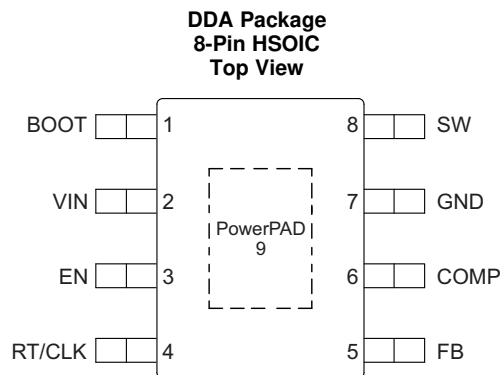 DDA Package
8-Pin HSOIC
Top View
BOOT 1 8 SW
VIN 2 7 GND
PowerPAD
9
EN 3 6 COMP
RT/CLK 4 5 FB